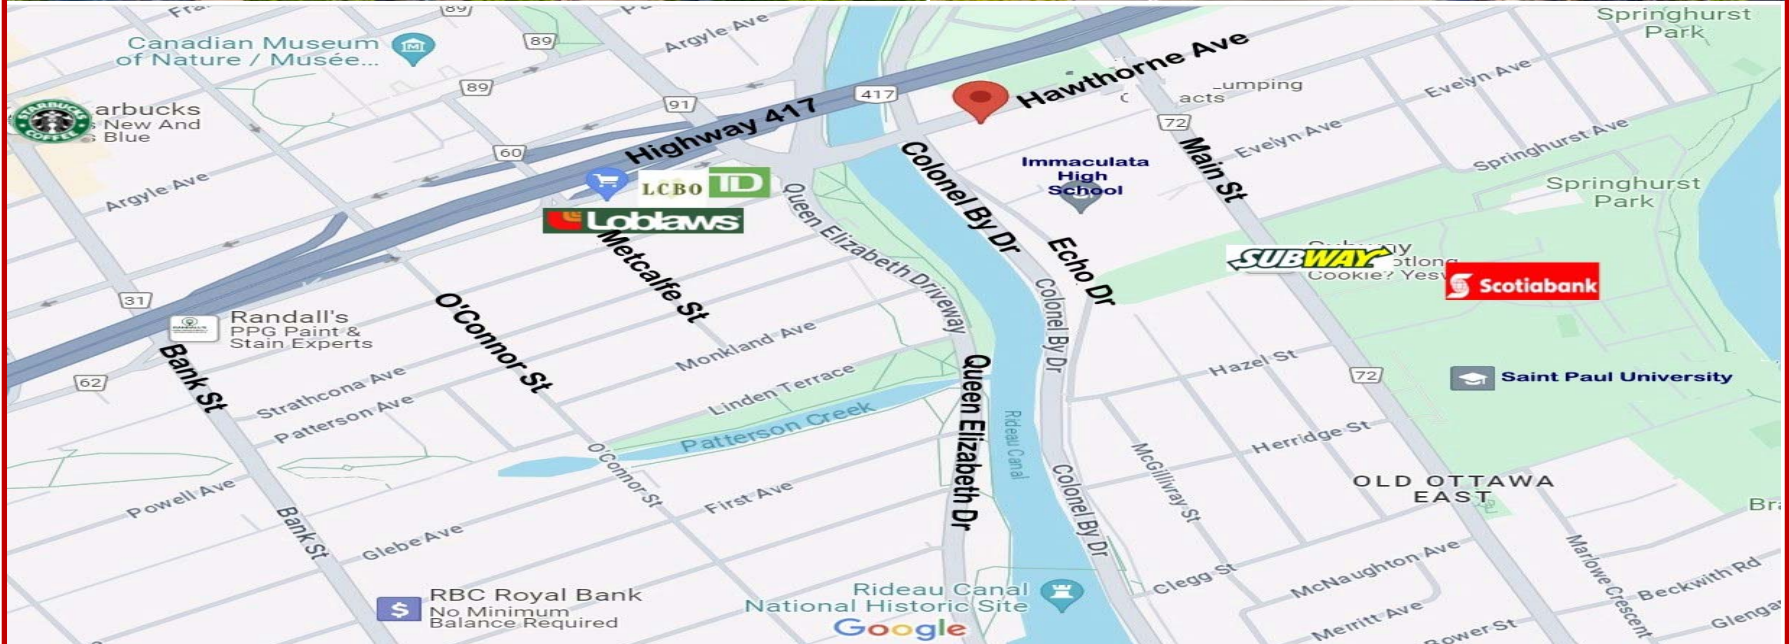 89
Springhurst
Park
Argyle Ave
Canadian Museum
of Nature / Musée...
89
Hawthorne Ave
Evelyn Ave
89
91
417
umping
acts
STARBUCKS
COFFEE
arbucks
New And
Blue
Highway 417
72
60
Evelyn Ave
Springhurst Ave
Main St
Colonel By Dr
Immaculata
High
School
Argyle Ave
LCBO
TD
Loblaws
Queen Elizabeth Driveway
Springhurst
Park
Metcalfe St
Echo Dr
SUBWAY
Subway
otlong
Cookie? Yes
Scotiabank
31
Randall's
PPG Paint &
Stain Experts
O'Connor St
Colonel By Dr
Bank St
Monkland Ave
Hazel St
62
Strathcona Ave
Patterson Ave
Linden Terrace
Patterson Creek
Queen Elizabeth Dr
Rideau Canal
72
Saint Paul University
Herridge St
McGillivray St
O'Connor St
OLD OTTAWA
EAST
Powell Ave
First Ave
Colonel By Dr
Bank St
Glebe Ave
Clegg St
McNaughton Ave
Marlowe Crescent
Beckwith Rd
Rideau Canal
National Historic Site
RBC Royal Bank
No Minimum
Balance Required
Google
Merritt Ave
Bower St
Glenga